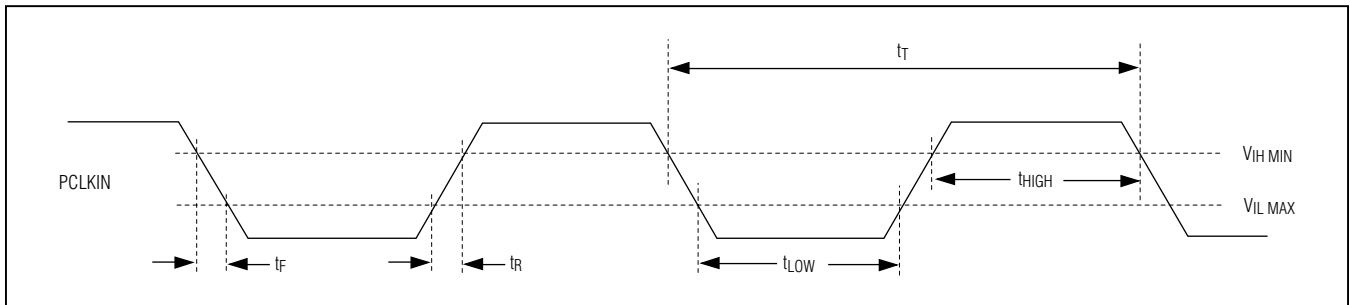 tT
VIH MIN
PCLKIN
tHIGH
VIL MAX
tF
tR
tLOW